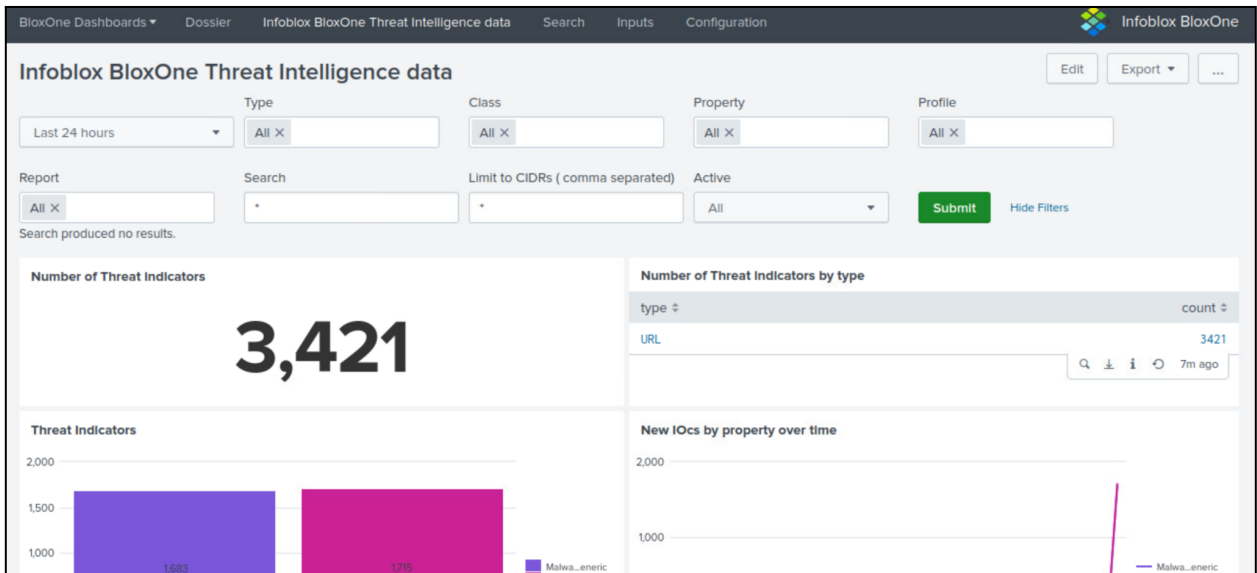 BloxOne Dashboards Dossier Infoblox BloxOne Threat Intelligence data Search Inputs Configuration Infoblox BloxOne
Infoblox BloxOne Threat Intelligence data Edit Export ...
Type Class Property Profile
Last 24 hours All × All × All × All ×
Report Search Limit to CIDRs ( comma separated) Active
All × * * All Submit Hide Filters
Search produced no results.
Number of Threat Indicators
3,421
Number of Threat Indicators by type
type count
URL 3421
7m ago
Threat Indicators
2,000
1,500
1,000
1,683 1,715
Malwa...eneric
New IOcs by property over time
2,000
1,000
Malwa...eneric